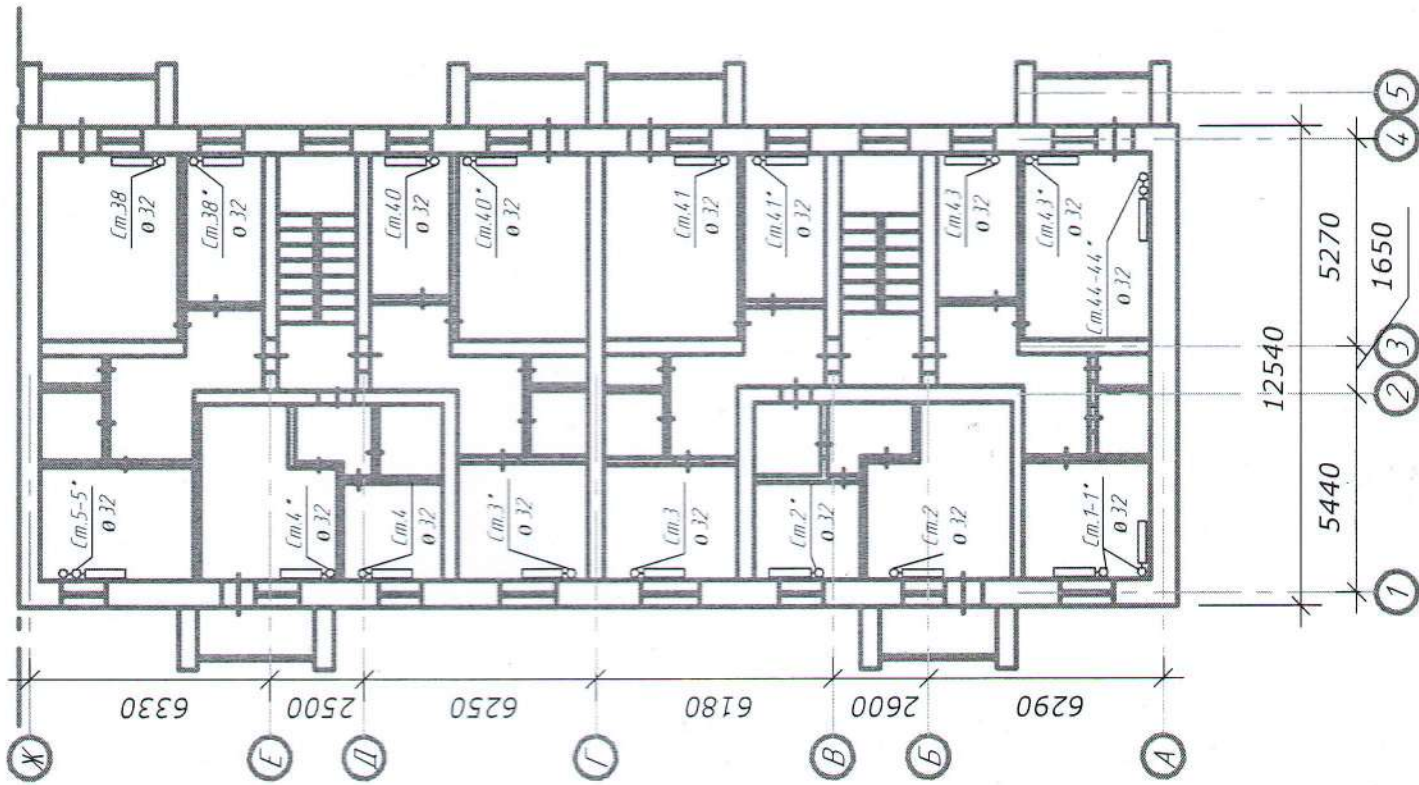 Ст.38
ø 32
Ст.38*
ø 32
Ст.40
ø 32
Ст.40*
ø 32
Ст.41
ø 32
Ст.41*
ø 32
Ст.43
ø 32
Ст.43*
ø 32
Ст.44-44*
ø 32
Ст.5-5*
ø 32
Ст.4*
ø 32
Ст.4
ø 32
Ст.3*
ø 32
Ст.3
ø 32
Ст.2*
ø 32
Ст.2
ø 32
Ст.1-1*
ø 32
6330
2500
6250
6180
2600
6290
Ж
Е
Д
Г
В
Б
А
12540
5270
1650
5440
5
4
3
2
1